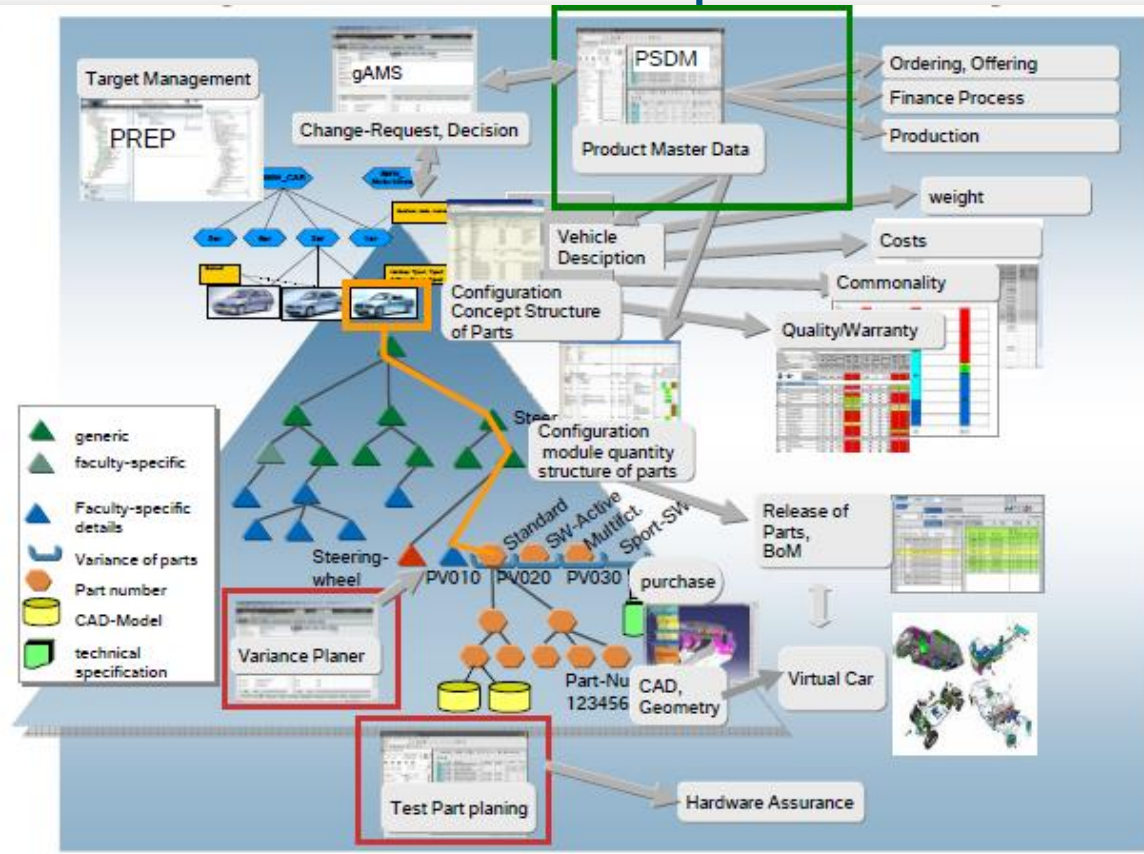 Target Management
PREP
gAMS
Change-Request, Decision
PSDM
Product Master Data
Ordering, Offering
Finance Process
Production
weight
Vehicle
Desciption
Costs
Commonality
Configuration
Concept Structure
of Parts
Quality/Warranty
generic
faculty-specific
Faculty-specific
details
Variance of parts
Part number
CAD-Model
technical
specification
Steer
Configuration
module quantity
structure of parts
Standard
SW-Active
Multifct.
Sport-SW
Release of
Parts,
BoM
Steering-
wheel
PV010
PV020
PV030
purchase
Variance Planer
Part-Nu
123456
CAD,
Geometry
Virtual Car
Test Part planing
Hardware Assurance